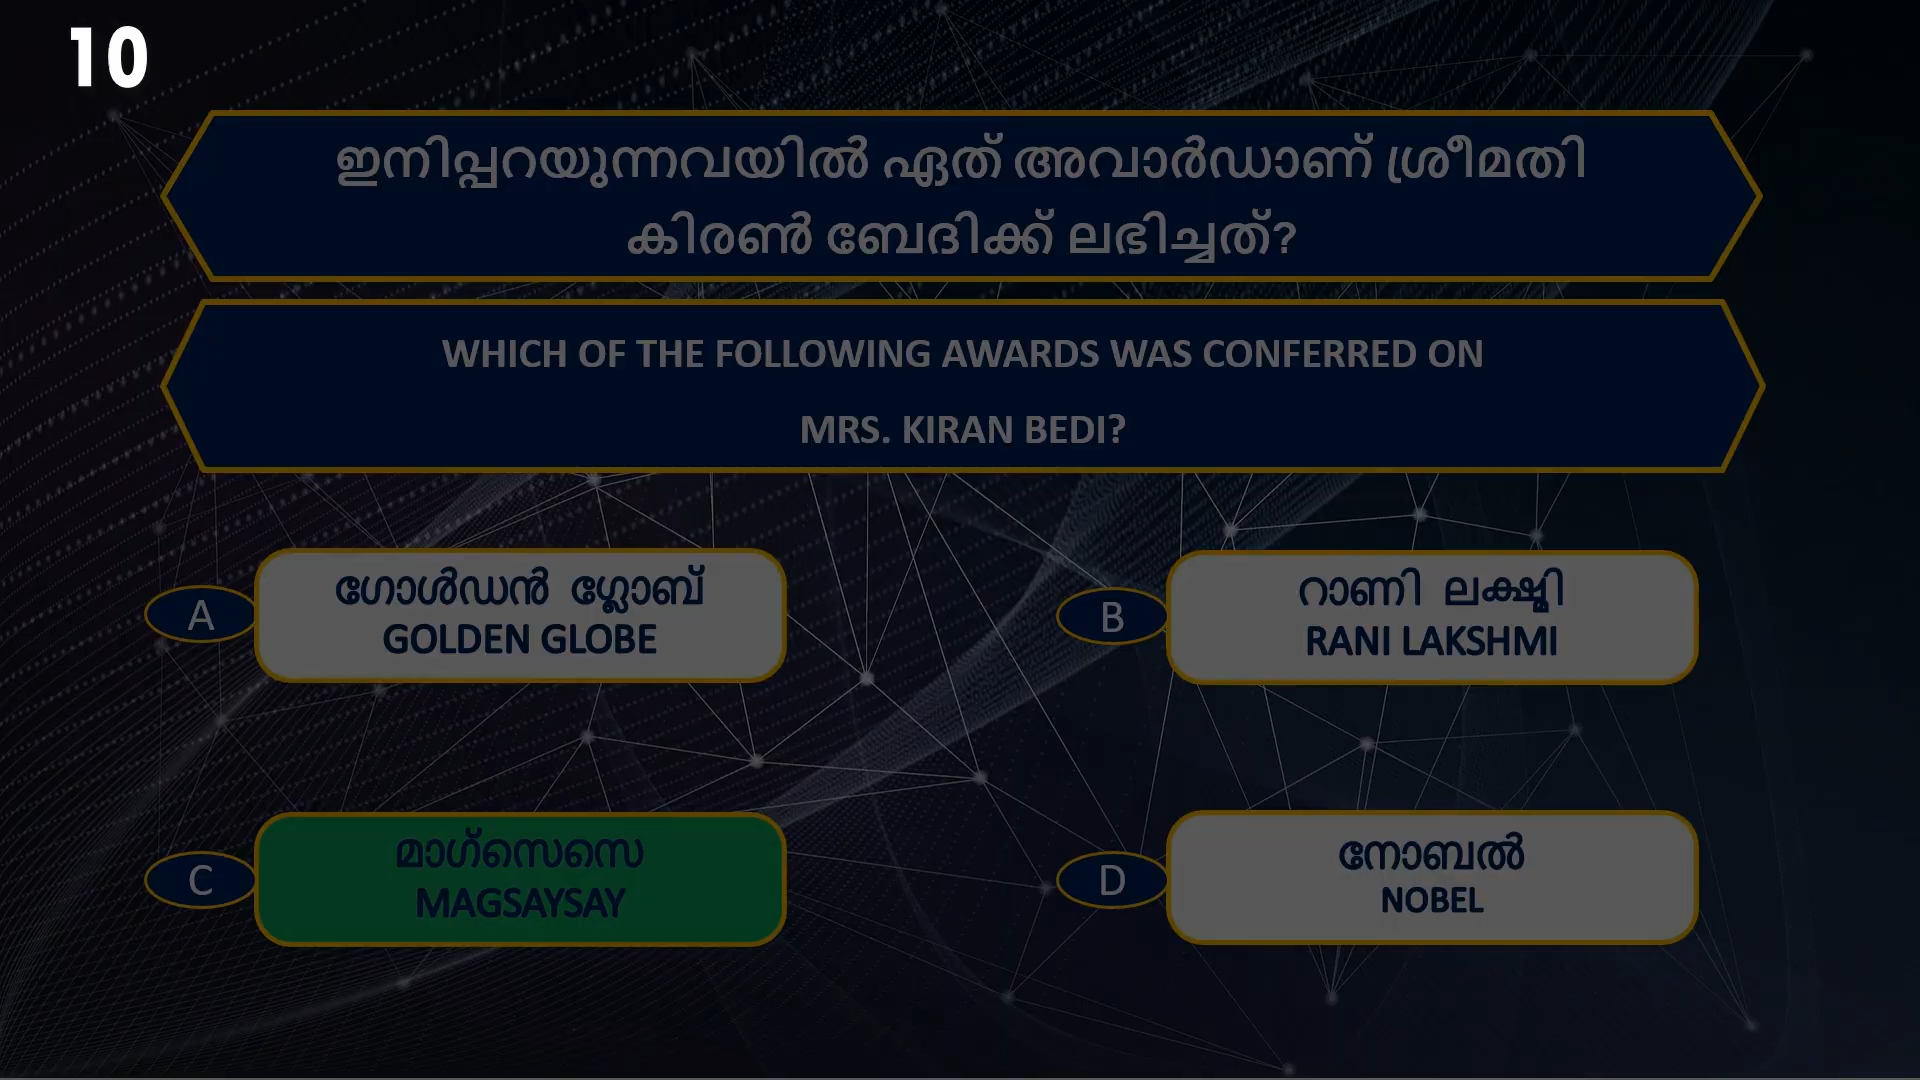 10
ഇനിപ്പറയുന്നവയിൽ ഏത് അവാർഡാണ് ശ്രീമതി
കിരൺ ബേദിക്ക് ലഭിച്ചത്?
WHICH OF THE FOLLOWING AWARDS WAS CONFERRED ON
MRS. KIRAN BEDI?
A
ഗോൾഡൻ ഗ്ലോബ്
GOLDEN GLOBE
B
റാണി ലക്ഷ്മി
RANI LAKSHMI
C
മാഗ്സെസെ
MAGSAYSAY
D
നോബൽ
NOBEL